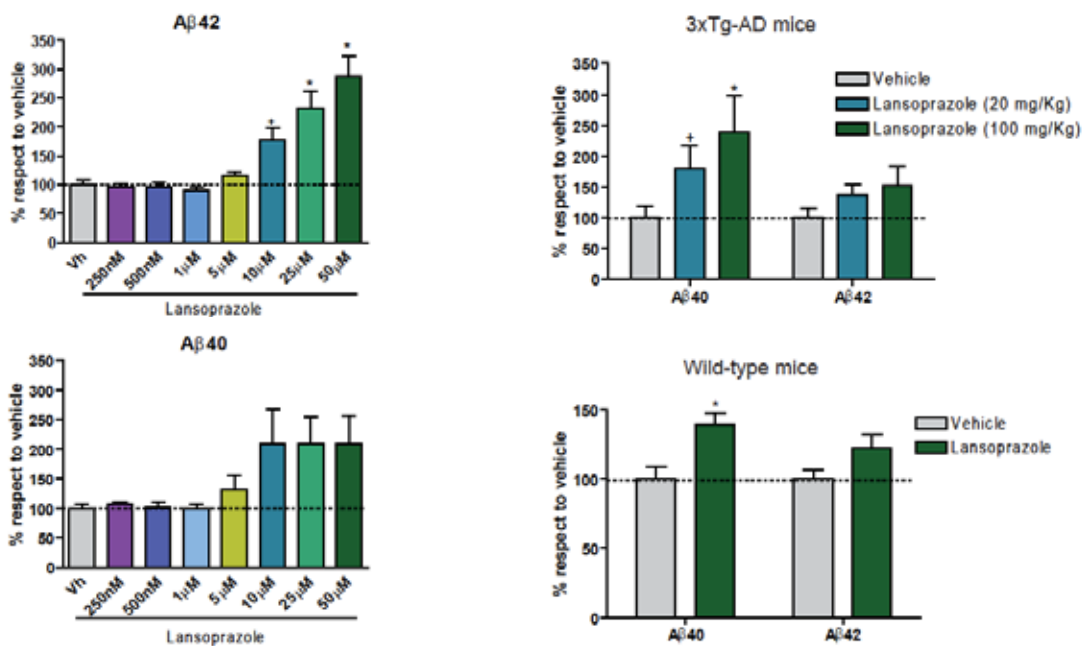 Aβ42
% respect to vehicle
350
300
250
200
150
100
50
0
*
*
+
Vh
250nM
500nM
1μM
5μM
10μM
25μM
50μM
Lansoprazole
3xTg-AD mice
% respect to vehicle
350
300
250
200
150
100
50
0
+
*
Vehicle
Lansoprazole (20 mg/Kg)
Lansoprazole (100 mg/Kg)
Aβ40
Aβ42
Aβ40
% respect to vehicle
350
300
250
200
150
100
50
0
Vh
250nM
500nM
1μM
5μM
10μM
25μM
50μM
Lansoprazole
Wild-type mice
% respect to vehicle
150
100
50
0
*
Vehicle
Lansoprazole
Aβ40
Aβ42